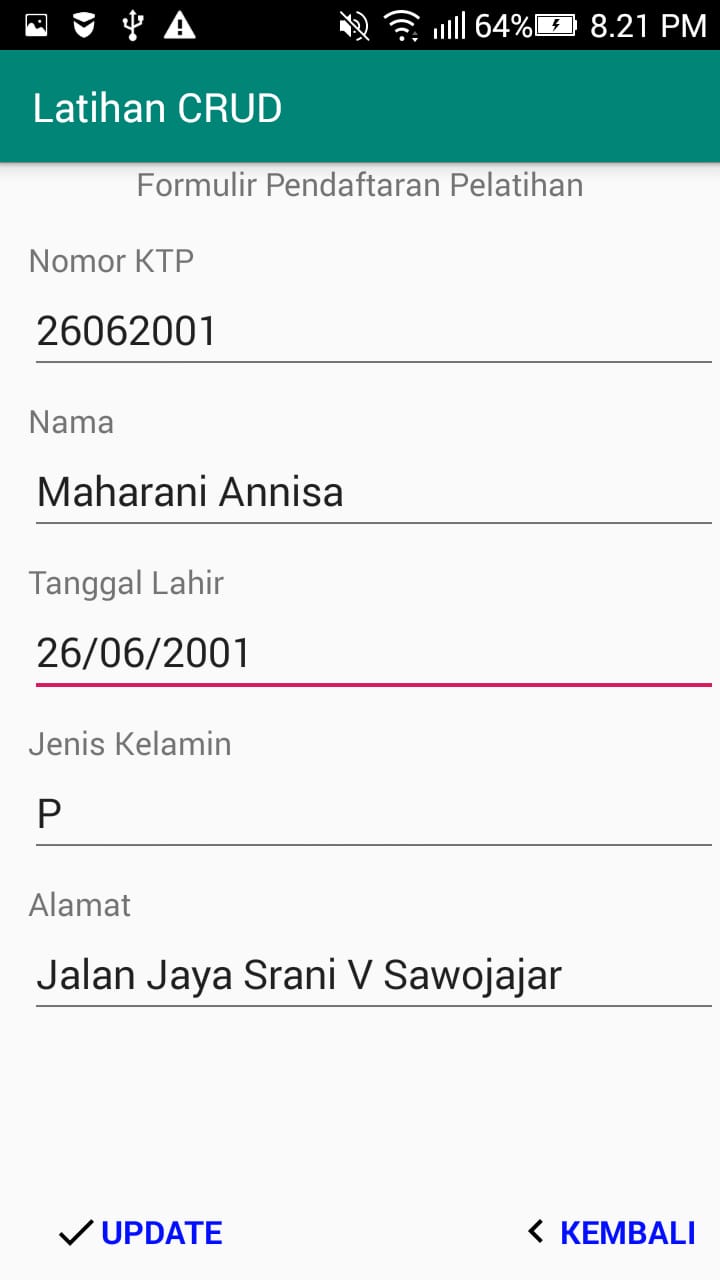 64% 8.21 PM
Latihan CRUD
Formulir Pendaftaran Pelatihan
Nomor KTP
26062001
Nama
Maharani Annisa
Tanggal Lahir
26/06/2001
Jenis Kelamin
P
Alamat
Jalan Jaya Srani V Sawojajar
UPDATE KEMBALI